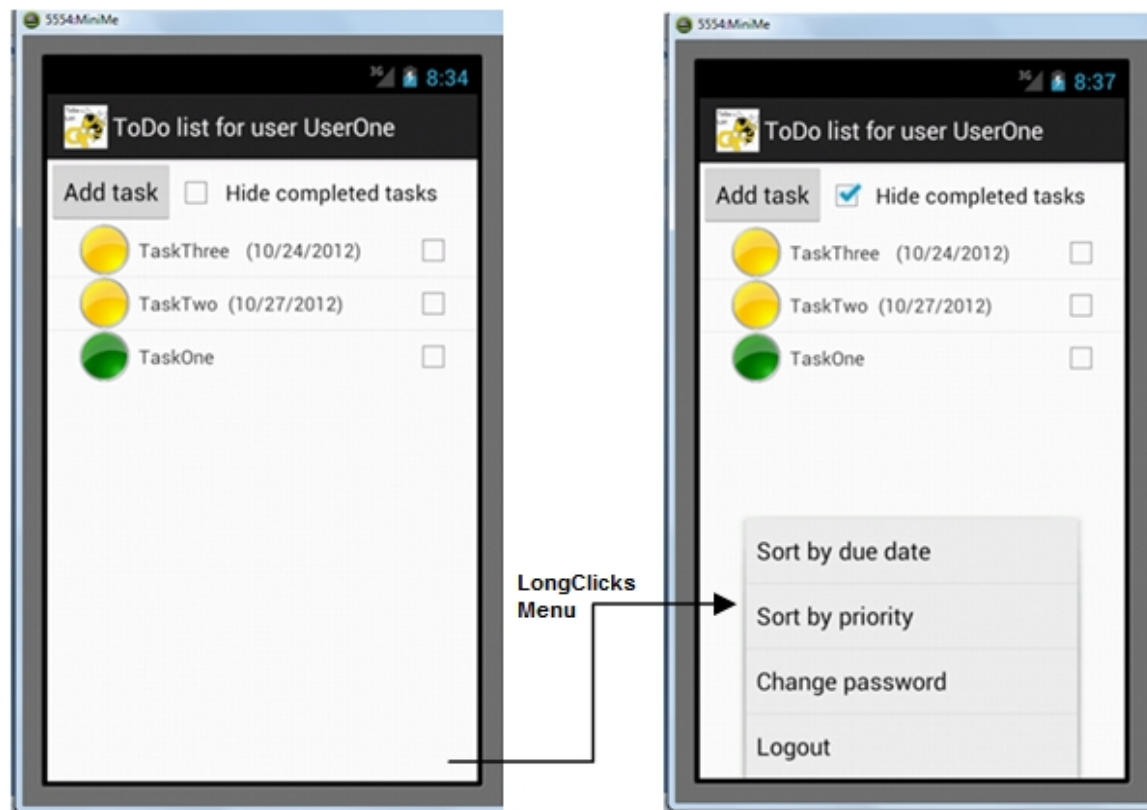 5554:MiniMe
3G 8:34
ToDo list for user UserOne
Add task Hide completed tasks
TaskThree (10/24/2012)
TaskTwo (10/27/2012)
TaskOne
LongClicks
Menu
5554:MiniMe
3G 8:37
ToDo list for user UserOne
Add task Hide completed tasks
TaskThree (10/24/2012)
TaskTwo (10/27/2012)
TaskOne
Sort by due date
Sort by priority
Change password
Logout